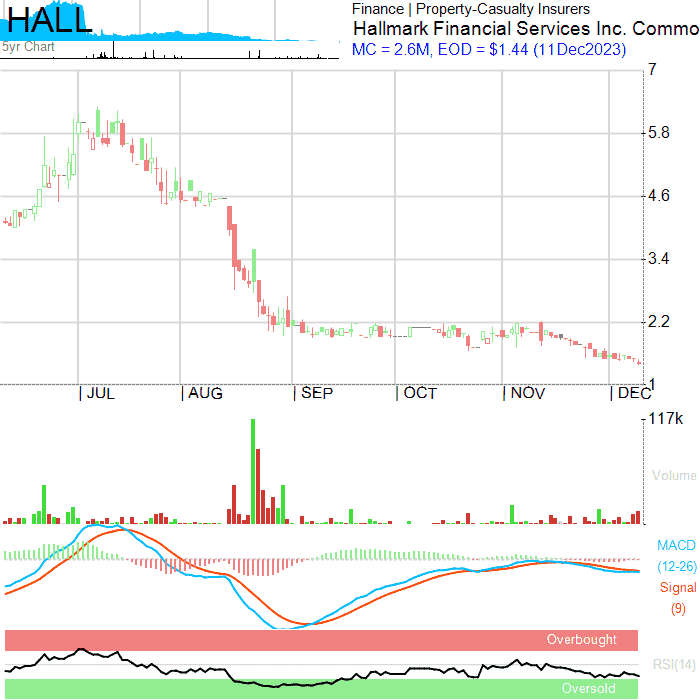 HALL
5yr Chart
Finance | Property-Casualty Insurers
Hallmark Financial Services Inc. Commo
MC = 2.6M, EOD = $1.44 (11Dec2023)
7
5.8
4.6
3.4
2.2
1
JUL AUG SEP OCT NOV DEC
117k
Volume
MACD
(12-26)
Signal
(9)
Overbought
RSI(14)
Oversold